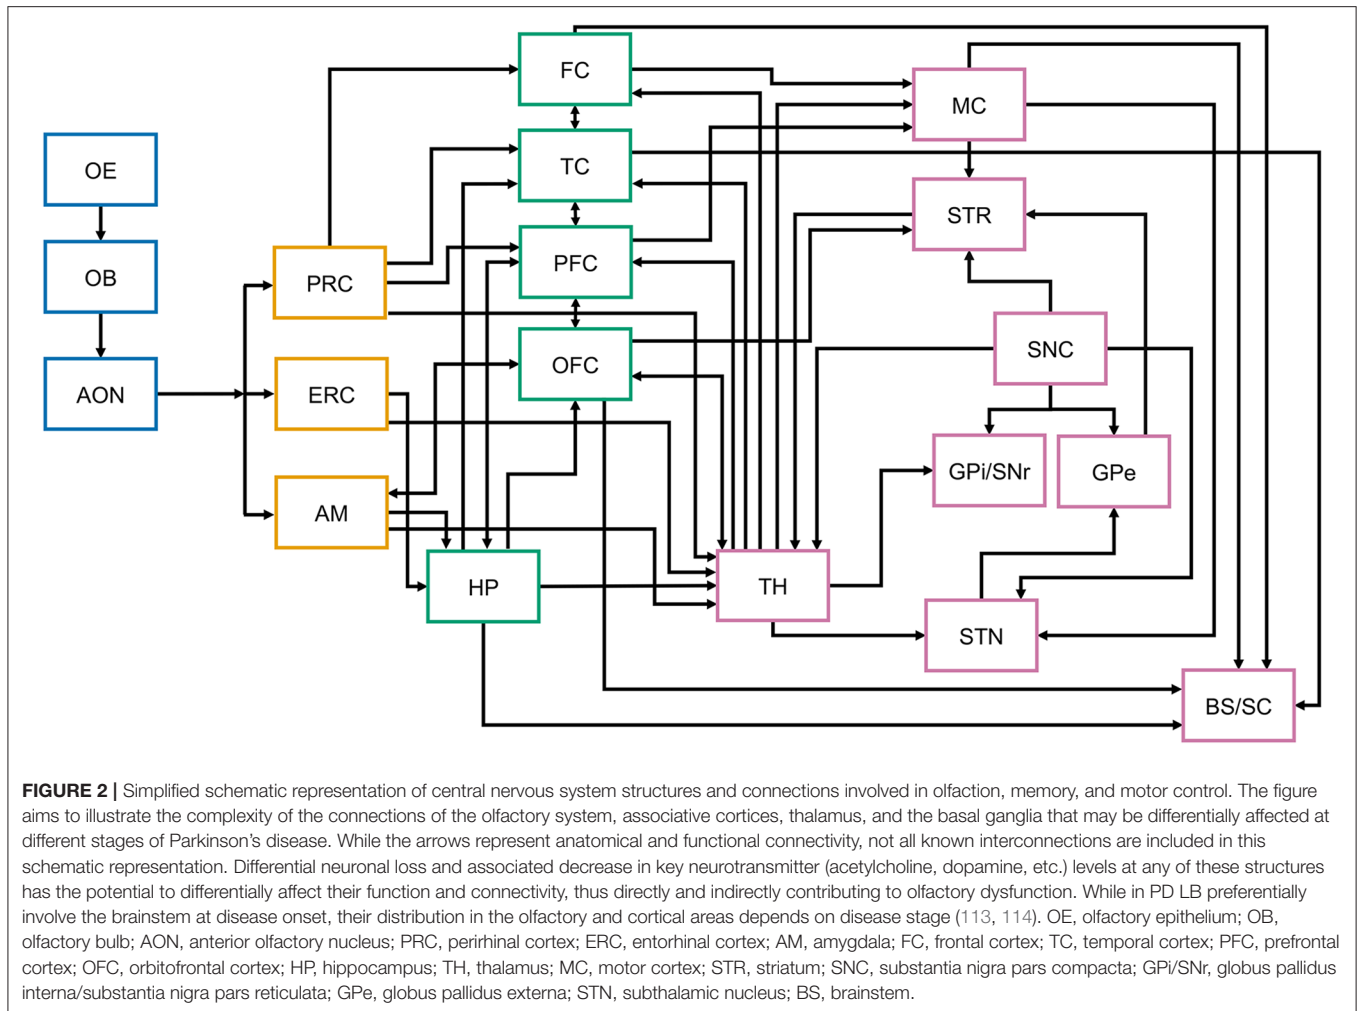 FC
MC
OE
TC
STR
OB
PRC
PFC
SNC
OFC
AON
ERC
GPi/SNr
GPe
AM
HP
TH
STN
BS/SC
FIGURE 2 | Simplified schematic representation of central nervous system structures and connections involved in olfaction, memory, and motor control. The figure
aims to illustrate the complexity of the connections of the olfactory system, associative cortices, thalamus, and the basal ganglia that may be differentially affected at
different stages of Parkinson's disease. While the arrows represent anatomical and functional connectivity, not all known interconnections are included in this
schematic representation. Differential neuronal loss and associated decrease in key neurotransmitter (acetylcholine, dopamine, etc.) levels at any of these structures
has the potential to differentially affect their function and connectivity, thus directly and indirectly contributing to olfactory dysfunction. While in PD LB preferentially
involve the brainstem at disease onset, their distribution in the olfactory and cortical areas depends on disease stage (113, 114). OE, olfactory epithelium; OB,
olfactory bulb; AON, anterior olfactory nucleus; PRC, perirhinal cortex; ERC, entorhinal cortex; AM, amygdala; FC, frontal cortex; TC, temporal cortex; PFC, prefrontal
cortex; OFC, orbitofrontal cortex; HP, hippocampus; TH, thalamus; MC, motor cortex; STR, striatum; SNC, substantia nigra pars compacta; GPi/SNr, globus pallidus
interna/substantia nigra pars reticulata; GPe, globus pallidus externa; STN, subthalamic nucleus; BS, brainstem.